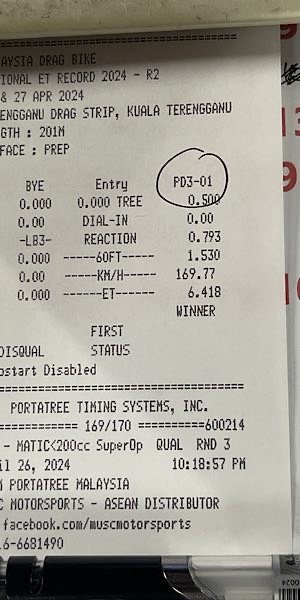 AYSIA DRAG BIKE
IONAL ET RECORD 2024 - R2
& 27 APR 2024
ENGGANU DRAG STRIP, KUALA TERENGGANU
GTH : 201M
FACE : PREP
BYE Entry PD3-01
0.000 0.000 TREE 0.500
0.00 DIAL-IN 0.00
-LB3- REACTION 0.793
0.000 ------60FT----- 1.530
0.00 ------KM/H----- 169.77
0.000 ------ET------ 6.418
WINNER
FIRST
DISQUAL STATUS
ostart Disabled
PORTATREE TIMING SYSTEMS, INC.
=========== 169/170 ==========600214
- MATIC<200cc SuperOp QUAL RND 3
il 26, 2024 10:18:57 PM
PORTATREE MALAYSIA
C MOTORSPORTS - ASEAN DISTRIBUTOR
facebook.com/muscmotorsports
6-6681490